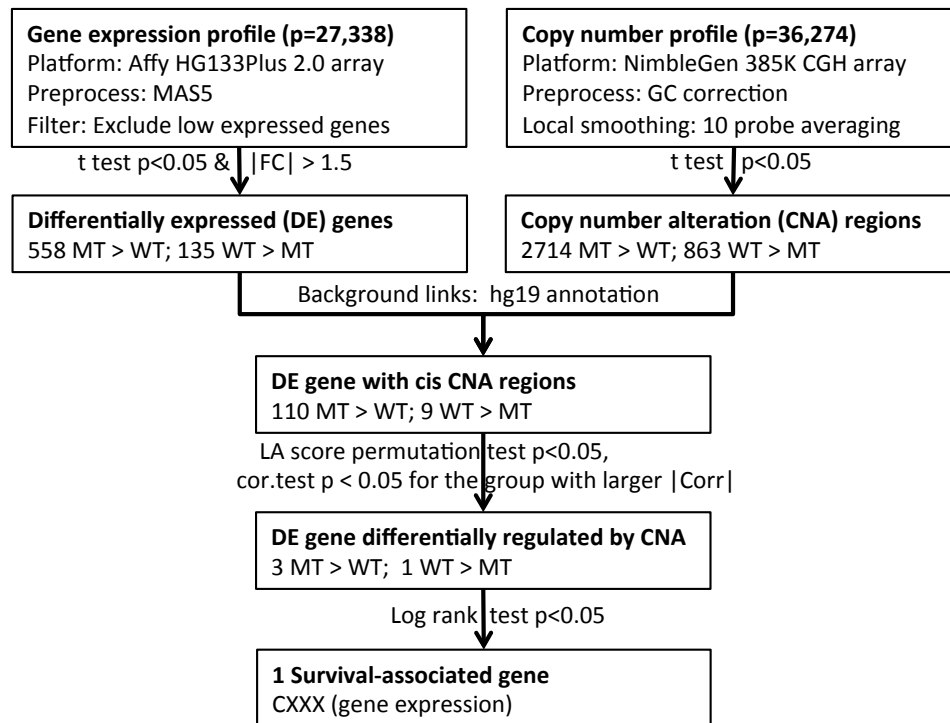 Gene expression profile (p=27,338)
Platform: Affy HG133Plus 2.0 array
Preprocess: MAS5
Filter: Exclude low expressed genes
Copy number profile (p=36,274)
Platform: NimbleGen 385K CGH array
Preprocess: GC correction
Local smoothing: 10 probe averaging
t test p<0.05 & |FC| > 1.5
t test p<0.05
Differentially expressed (DE) genes
558 MT > WT; 135 WT > MT
Copy number alteration (CNA) regions
2714 MT > WT; 863 WT > MT
Background links: hg19 annotation
DE gene with cis CNA regions
110 MT > WT; 9 WT > MT
LA score permutation test p<0.05,
cor.test p < 0.05 for the group with larger |Corr|
DE gene differentially regulated by CNA
3 MT > WT; 1 WT > MT
Log rank test p<0.05
1 Survival-associated gene
CXXX (gene expression)